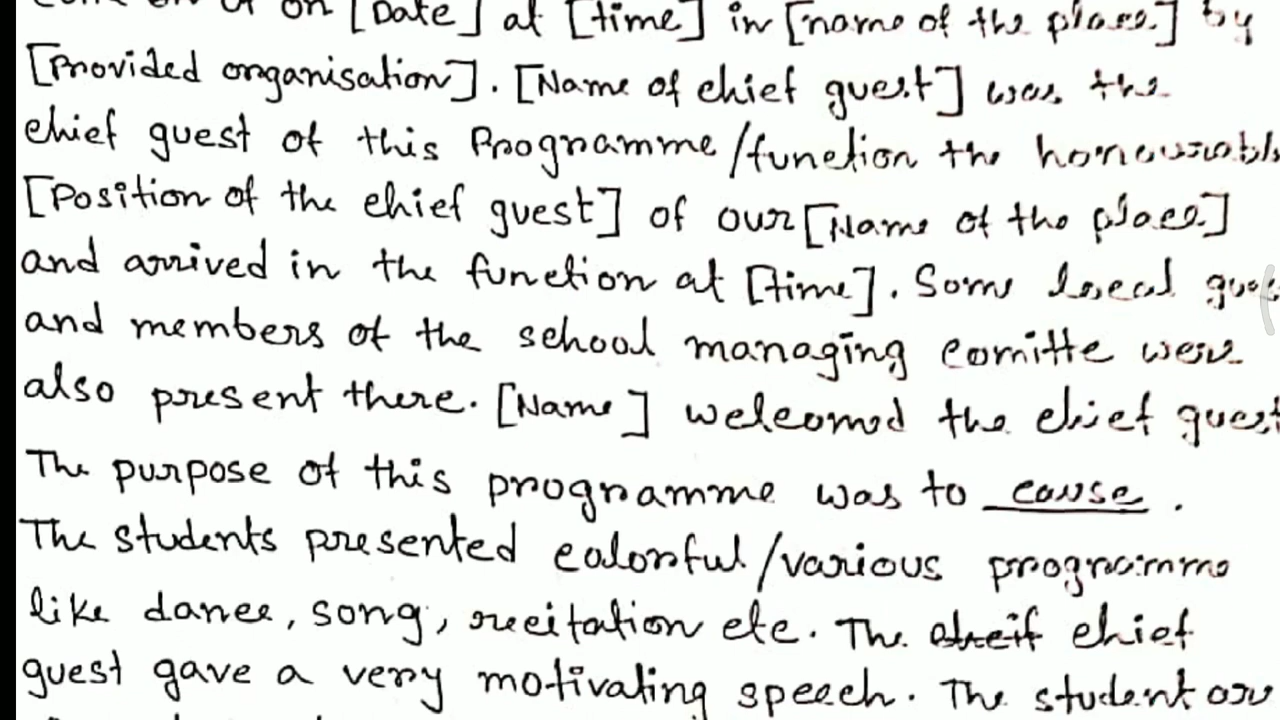 on [Date] at [time] in [name of the place] by
[Provided organisation]. [Name of chief guest] was the
chief guest of this Programme/function the honourable
[Position of the chief guest] of our [Name of the place]
and arrived in the function at [time]. Some local
and members of the school managing comitte were
also present there. [Name] welcomed the chief guest
The purpose of this programme was to cause.
The students presented calorful/various programme
like dance, song, recitation etc. The chief
guest gave a very motivating speech. The student